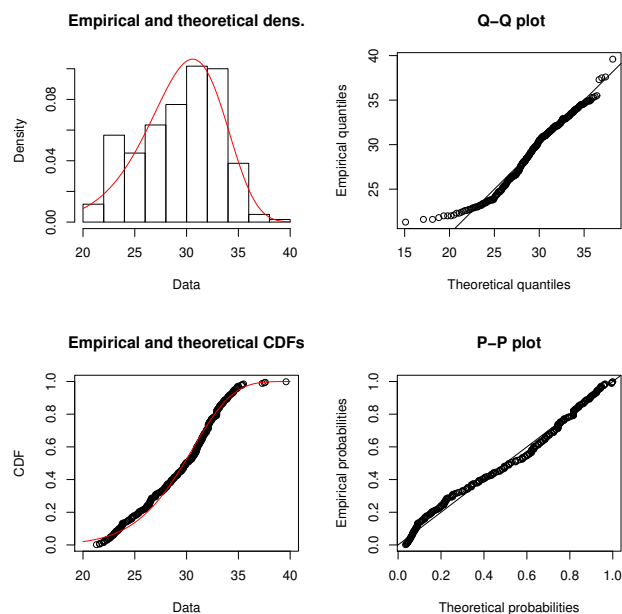 Empirical and theoretical dens.
Density
0.00 0.04 0.08
20 25 30 35 40
Data
Q−Q plot
Empirical quantiles
25 30 35 40
15 20 25 30 35
Theoretical quantiles
Empirical and theoretical CDFs
CDF
0.0 0.2 0.4 0.6 0.8 1.0
20 25 30 35 40
Data
P−P plot
Empirical probabilities
0.0 0.2 0.4 0.6 0.8 1.0
0.0 0.2 0.4 0.6 0.8 1.0
Theoretical probabilities